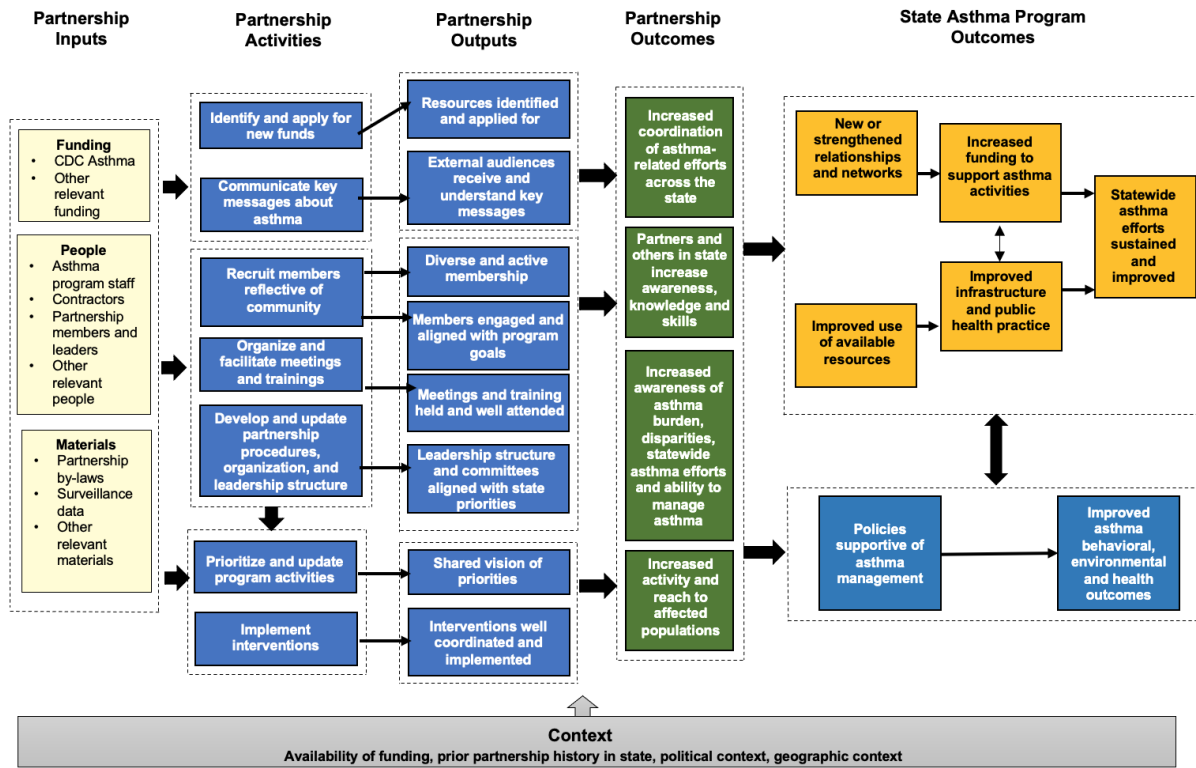 Partnership
Inputs
Partnership
Activities
Partnership
Outputs
Partnership
Outcomes
State Asthma Program
Outcomes
Funding
• CDC Asthma
• Other
relevant
funding
People
• Asthma
program staff
• Contractors
• Partnership
members and
leaders
• Other
relevant
people
Materials
• Partnership
by-laws
• Surveillance
data
• Other
relevant
materials
Identify and apply for
new funds
Communicate key
messages about
asthma
Recruit members
reflective of
community
Organize and
facilitate meetings
and trainings
Develop and update
partnership
procedures,
organization, and
leadership structure
Prioritize and update
program activities
Implement
interventions
Resources identified
and applied for
External audiences
receive and
understand key
messages
Diverse and active
membership
Members engaged and
aligned with program
goals
Meetings and training
held and well attended
Leadership structure
and committees
aligned with state
priorities
Shared vision of
priorities
Interventions well
coordinated and
implemented
Increased
coordination
of asthma-
related efforts
across the
state
Partners and
others in state
increase
awareness,
knowledge and
skills
Increased
awareness of
asthma
burden,
disparities,
statewide
asthma efforts
and ability to
manage
asthma
Increased
activity and
reach to
affected
populations
New or
strengthened
relationships
and networks
Increased
funding to
support asthma
activities
Statewide
asthma
efforts
sustained
and
improved
Improved use
of available
resources
Improved
infrastructure
and public
health practice
Policies
supportive of
asthma
management
Improved
asthma
behavioral,
environmental
and health
outcomes
Context
Availability of funding, prior partnership history in state, political context, geographic context